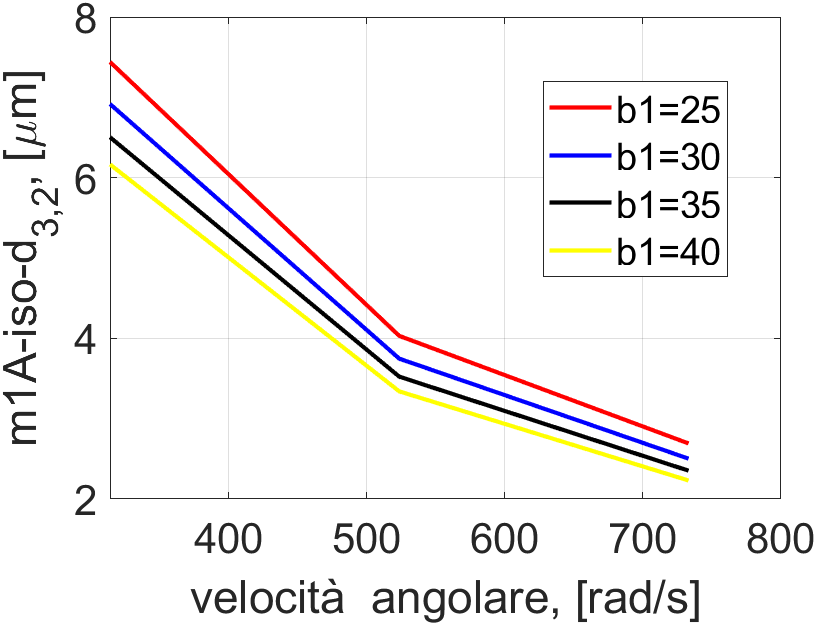 8
6
4
2
m1A-iso-d3,2, [μm]
b1=25
b1=30
b1=35
b1=40
400 500 600 700 800
velocità angolare, [rad/s]